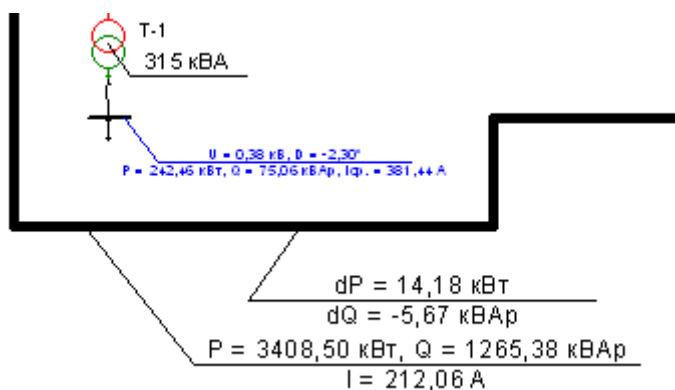 Т-1
315 кВА
U = 0,38 кВ, D = -2,30°
P = 242,46 кВт, Q = 75,06 кВАр, Iср. = 381,44 А
dP = 14,18 кВт
dQ = -5,67 кВАр
P = 3408,50 кВт, Q = 1265,38 кВАр
I = 212,06 А